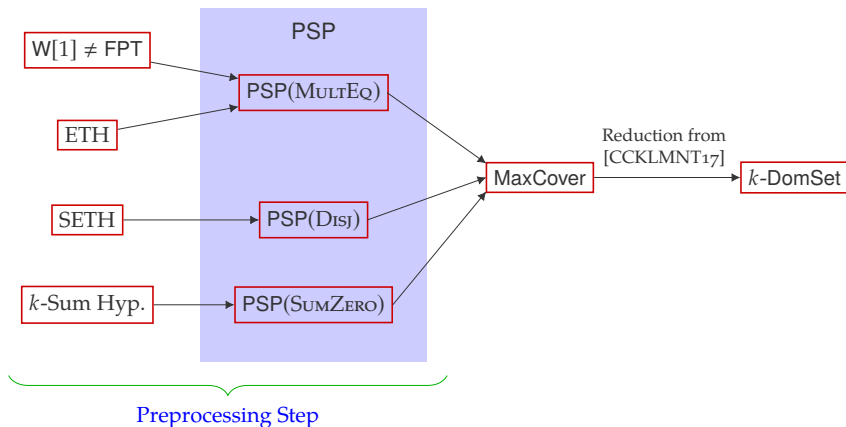 PSP
W[1] ≠ FPT
PSP(MULTEQ)
ETH
Reduction from
[CCKLMNT17]
MaxCover
k-DomSet
SETH
PSP(DISJ)
k-Sum Hyp.
PSP(SUMZERO)
Preprocessing Step